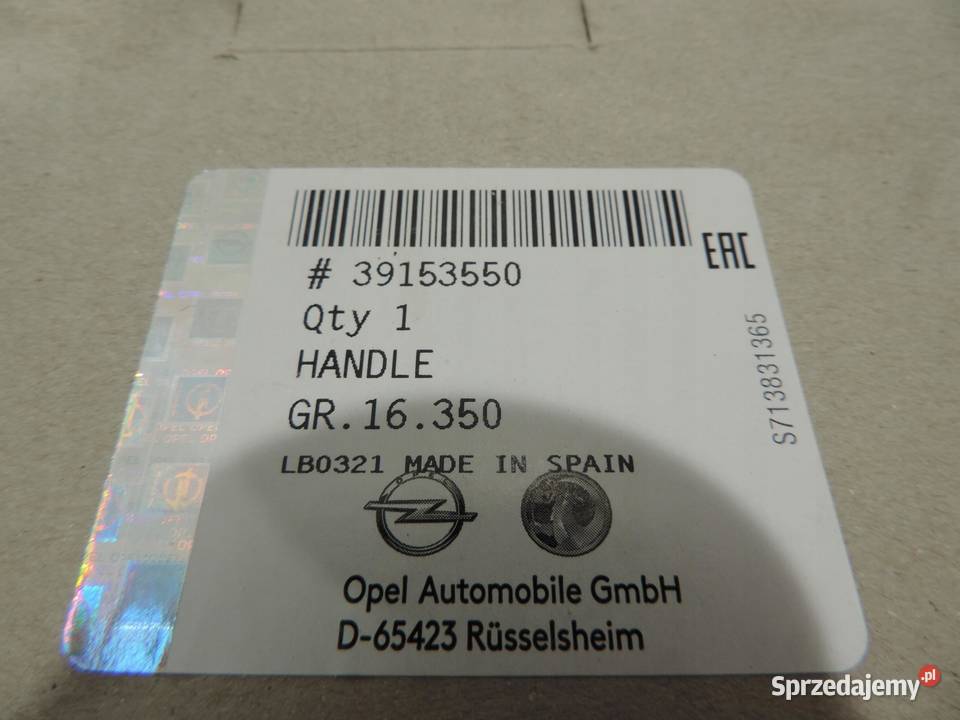 EAC
# 39153550
Qty 1
HANDLE
GR.16.350
LB0321 MADE IN SPAIN
S713831365
OPEL
Opel Automobile GmbH
D-65423 Rüsselsheim
Sprzedajemy.pl